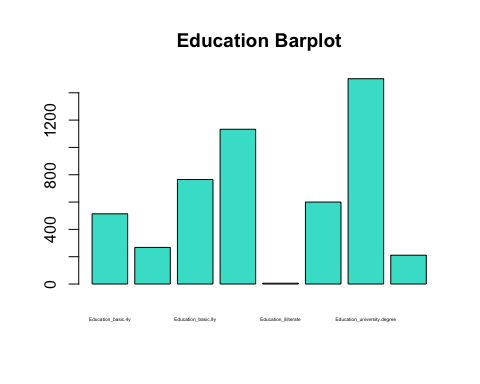 Education Barplot
1200
800
400
0
Education_basic.4y Education_basic.9y Education_illiterate Education_university.degree